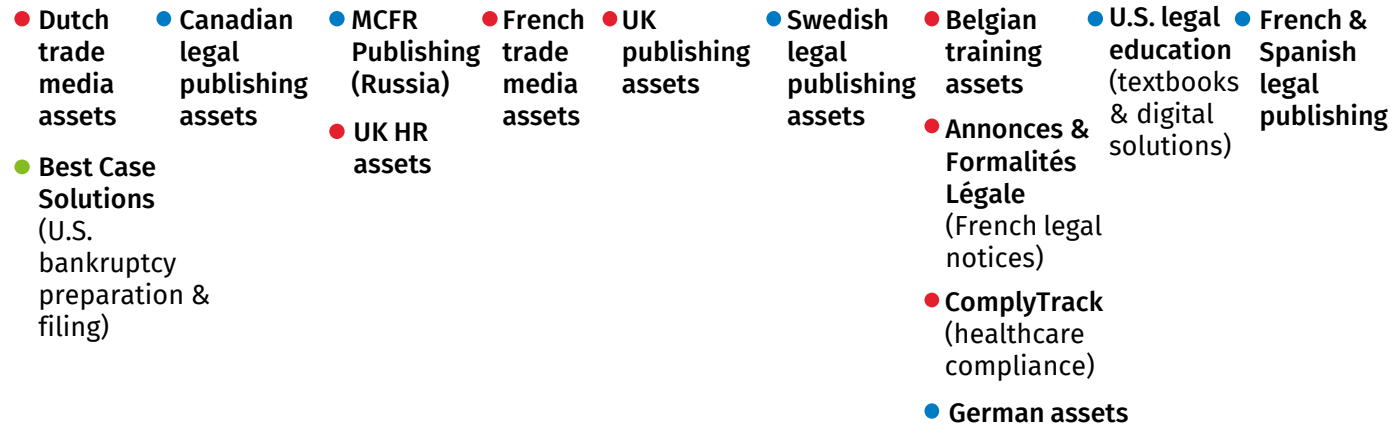 Dutch
trade
media
assets
Best Case
Solutions
(U.S.
bankruptcy
preparation &
filing)
Canadian
legal
publishing
assets
MCFR
Publishing
(Russia)
UK HR
assets
French
trade
media
assets
UK
publishing
assets
Swedish
legal
publishing
assets
Belgian
training
assets
Annonces &
Formalités
Légale
(French legal
notices)
ComplyTrack
(healthcare
compliance)
German assets
U.S. legal
education
(textbooks
& digital
solutions)
French &
Spanish
legal
publishing